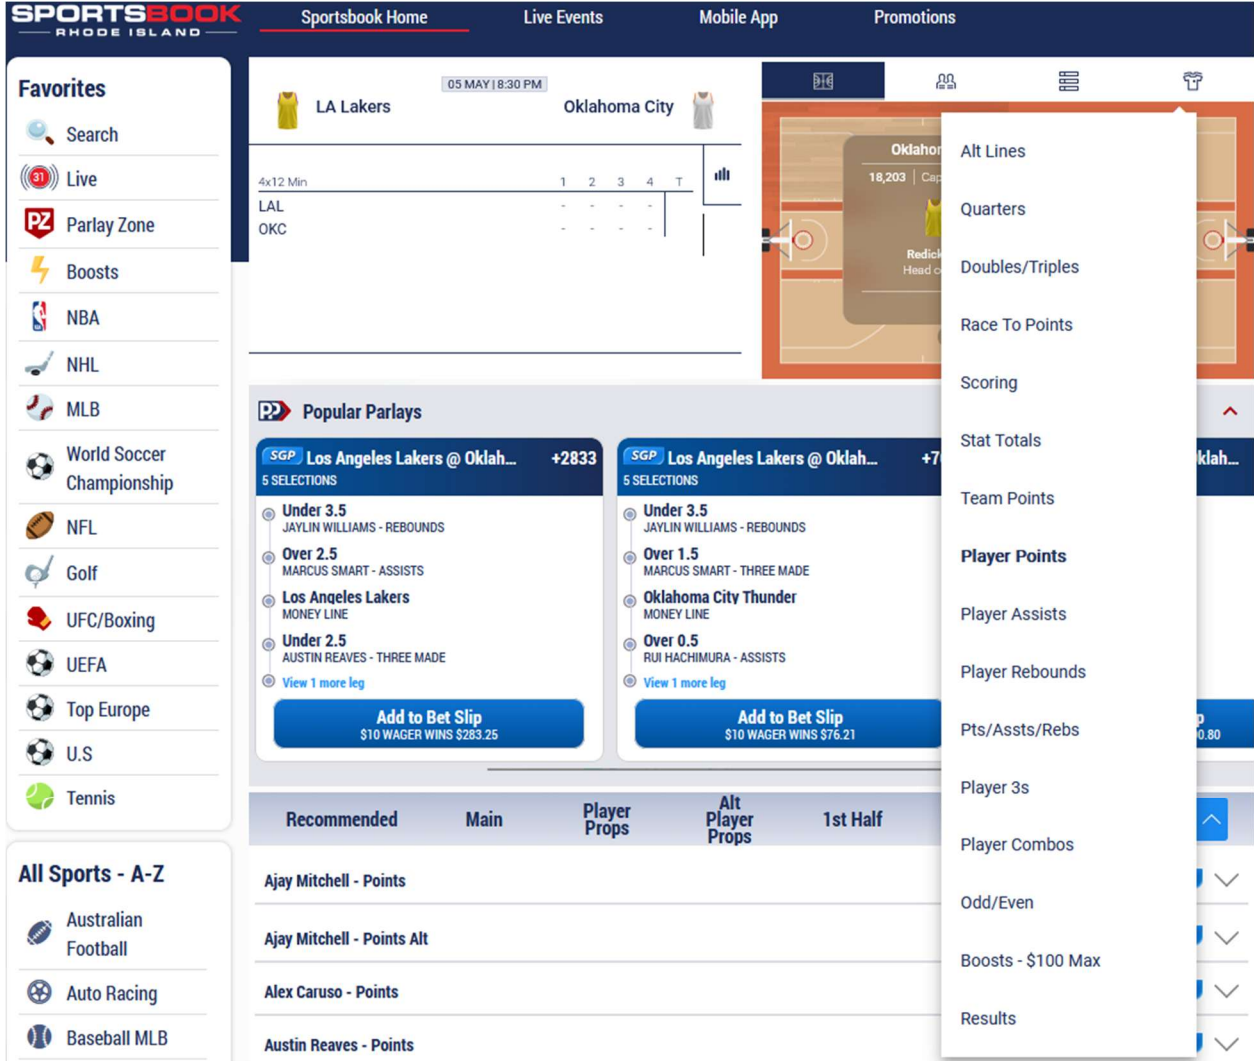 SPORTSBOOK
RHODE ISLAND
Sportsbook Home
Live Events
Mobile App
Promotions
Favorites
Search
31
Live
PZ
Parlay Zone
Boosts
NBA
NHL
MLB
World Soccer
Championship
NFL
Golf
UFC/Boxing
UEFA
Top Europe
U.S
Tennis
All Sports - A-Z
Australian
Football
Auto Racing
Baseball MLB
05 MAY | 8:30 PM
LA Lakers
Oklahoma City
4x12 Min 1 2 3 4 T
LAL - - - -
OKC - - - -
18,203
Redick
Head
Popular Parlays
SGP Los Angeles Lakers @ Oklah... +2833
5 SELECTIONS
Under 3.5
JAYLIN WILLIAMS - REBOUNDS
Over 2.5
MARCUS SMART - ASSISTS
Los Angeles Lakers
MONEY LINE
Under 2.5
AUSTIN REAVES - THREE MADE
View 1 more leg
Add to Bet Slip
$10 WAGER WINS $283.25
SGP Los Angeles Lakers @ Oklah...
5 SELECTIONS
Under 3.5
JAYLIN WILLIAMS - REBOUNDS
Over 1.5
MARCUS SMART - THREE MADE
Oklahoma City Thunder
MONEY LINE
Over 0.5
RUI HACHIMURA - ASSISTS
View 1 more leg
Add to Bet Slip
$10 WAGER WINS $76.21
klah...
0.80
Recommended
Main
Player
Props
Alt
Player
Props
1st Half
Ajay Mitchell - Points
Ajay Mitchell - Points Alt
Alex Caruso - Points
Austin Reaves - Points
Alt Lines
Quarters
Doubles/Triples
Race To Points
Scoring
Stat Totals
Team Points
Player Points
Player Assists
Player Rebounds
Pts/Assts/Rebs
Player 3s
Player Combos
Odd/Even
Boosts - $100 Max
Results